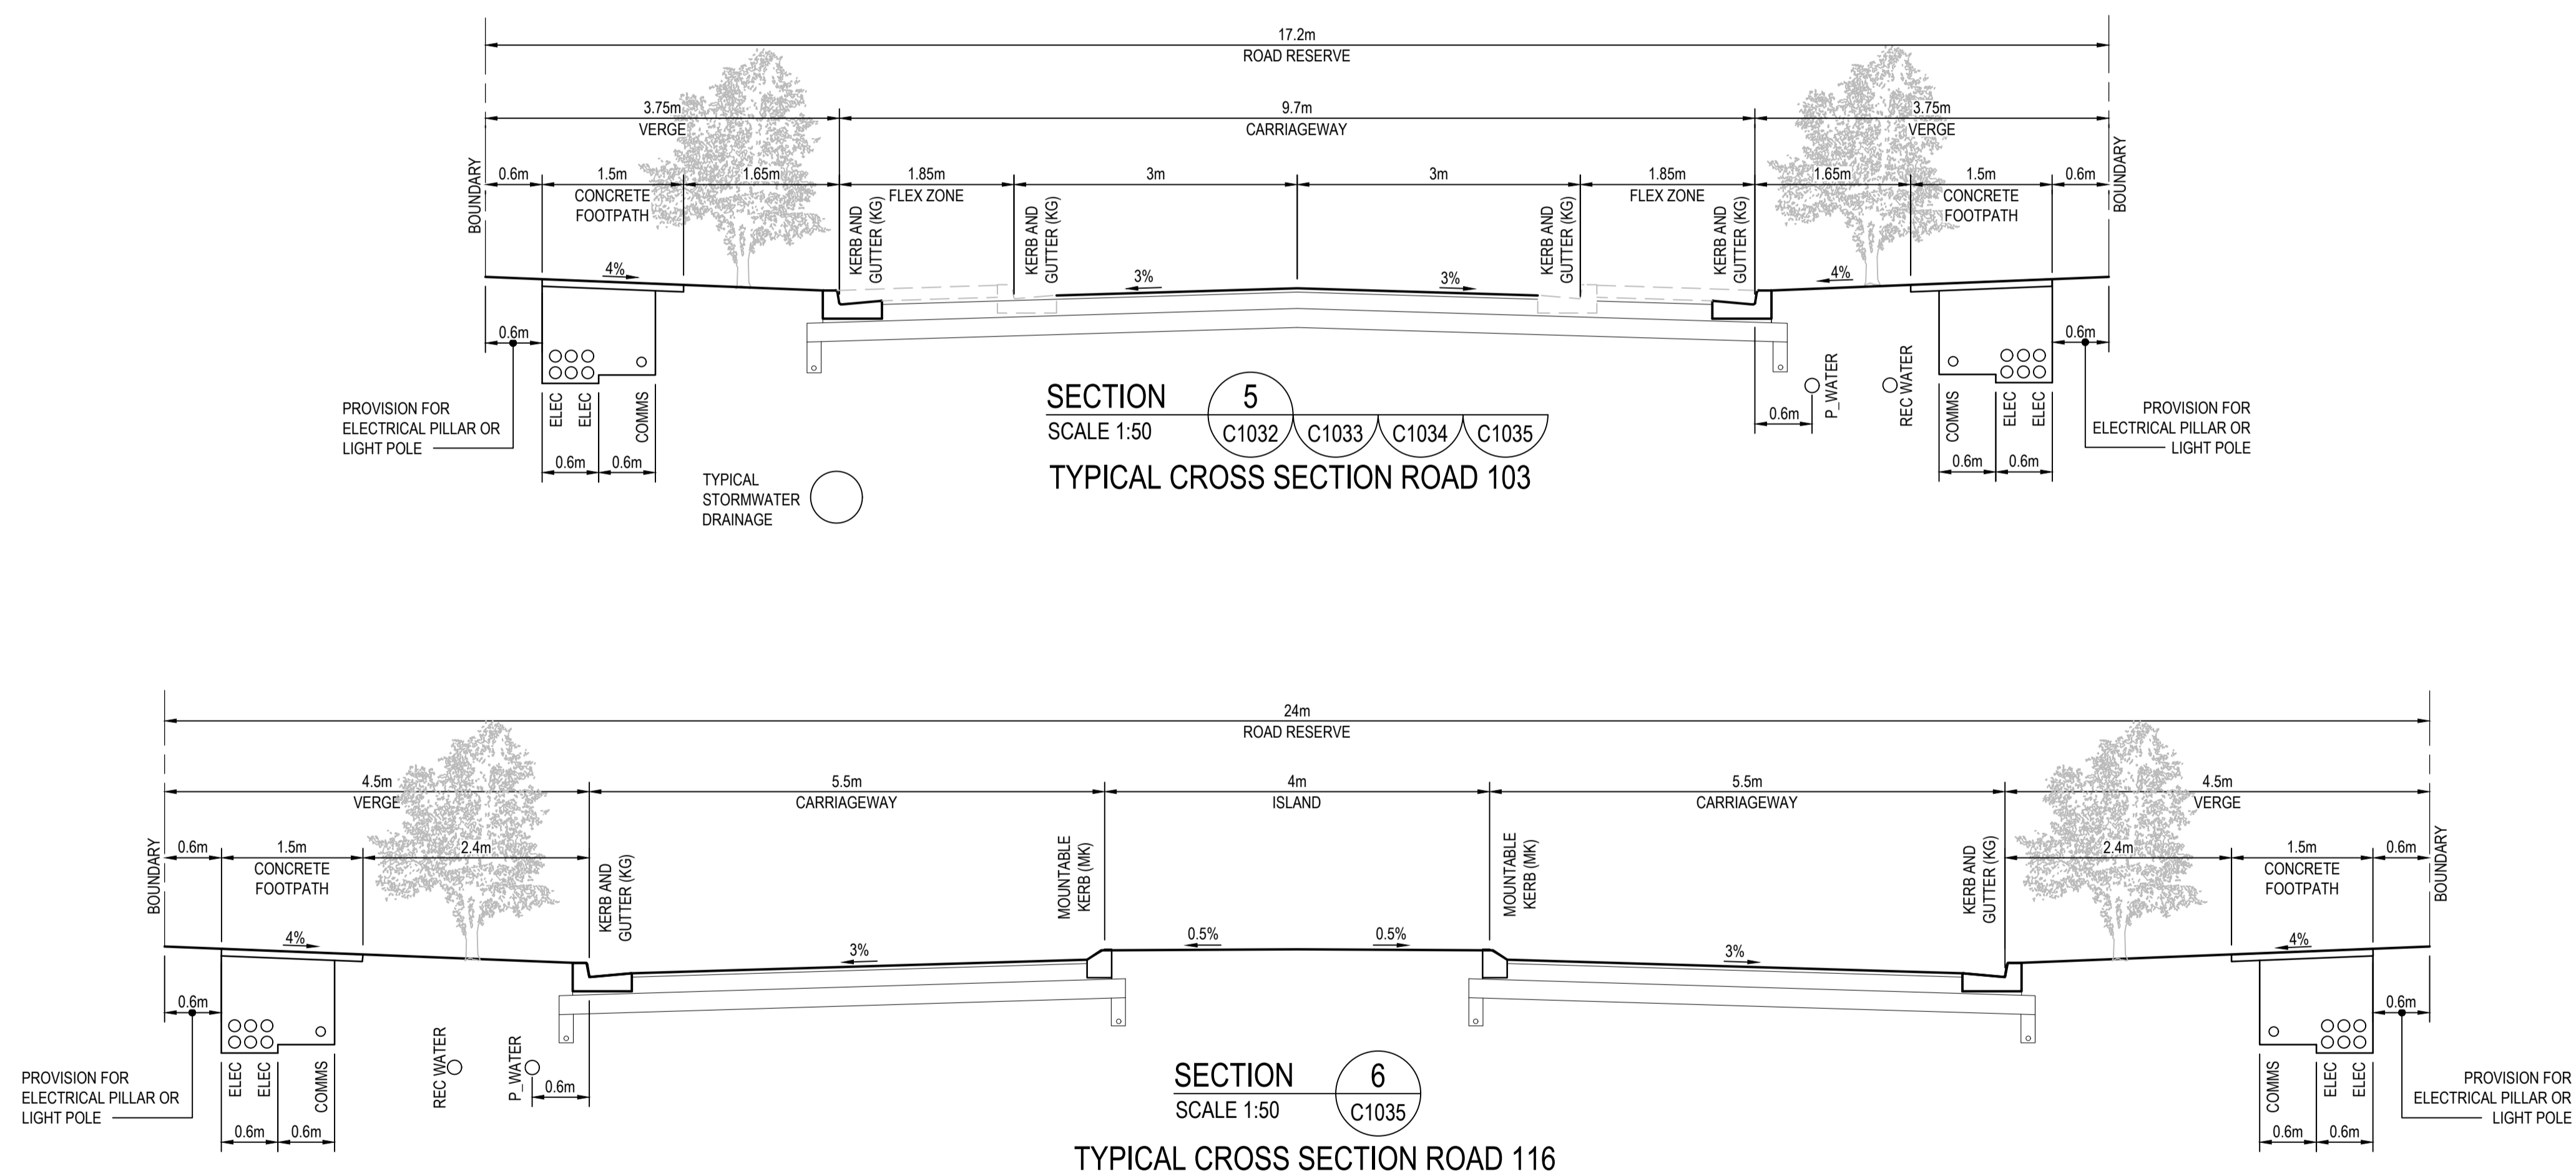 17.2m
ROAD RESERVE
3.75m
VERGE
9.7m
CARRIAGEWAY
3.75m
VERGE
BOUNDARY
0.6m
1.5m
CONCRETE
FOOTPATH
1.65m
1.85m
FLEX ZONE
3m
3m
1.85m
FLEX ZONE
1.65m
1.5m
CONCRETE
FOOTPATH
0.6m
BOUNDARY
KERB AND
GUTTER (KG)
KERB AND
GUTTER (KG)
KERB AND
GUTTER (KG)
KERB AND
GUTTER (KG)
4%
3%
3%
4%
0.6m
0.6m
PROVISION FOR
ELECTRICAL PILLAR OR
LIGHT POLE
ELEC
ELEC
COMMS
0.6m
0.6m
TYPICAL
STORMWATER
DRAINAGE
SECTION
5
SCALE 1:50
C1032
C1033
C1034
C1035
TYPICAL CROSS SECTION ROAD 103
0.6m
P_WATER
REC WATER
COMMS
ELEC
ELEC
0.6m
0.6m
PROVISION FOR
ELECTRICAL PILLAR OR
LIGHT POLE
24m
ROAD RESERVE
4.5m
VERGE
5.5m
CARRIAGEWAY
4m
ISLAND
5.5m
CARRIAGEWAY
4.5m
VERGE
BOUNDARY
0.6m
1.5m
CONCRETE
FOOTPATH
2.4m
KERB AND
GUTTER (KG)
MOUNTABLE
KERB (MK)
MOUNTABLE
KERB (MK)
KERB AND
GUTTER (KG)
2.4m
1.5m
CONCRETE
FOOTPATH
0.6m
BOUNDARY
4%
3%
0.5%
0.5%
3%
4%
0.6m
0.6m
PROVISION FOR
ELECTRICAL PILLAR OR
LIGHT POLE
ELEC
ELEC
COMMS
0.6m
0.6m
REC WATER
P_WATER
0.6m
SECTION
6
SCALE 1:50
C1035
TYPICAL CROSS SECTION ROAD 116
COMMS
ELEC
ELEC
0.6m
0.6m
PROVISION FOR
ELECTRICAL PILLAR OR
LIGHT POLE